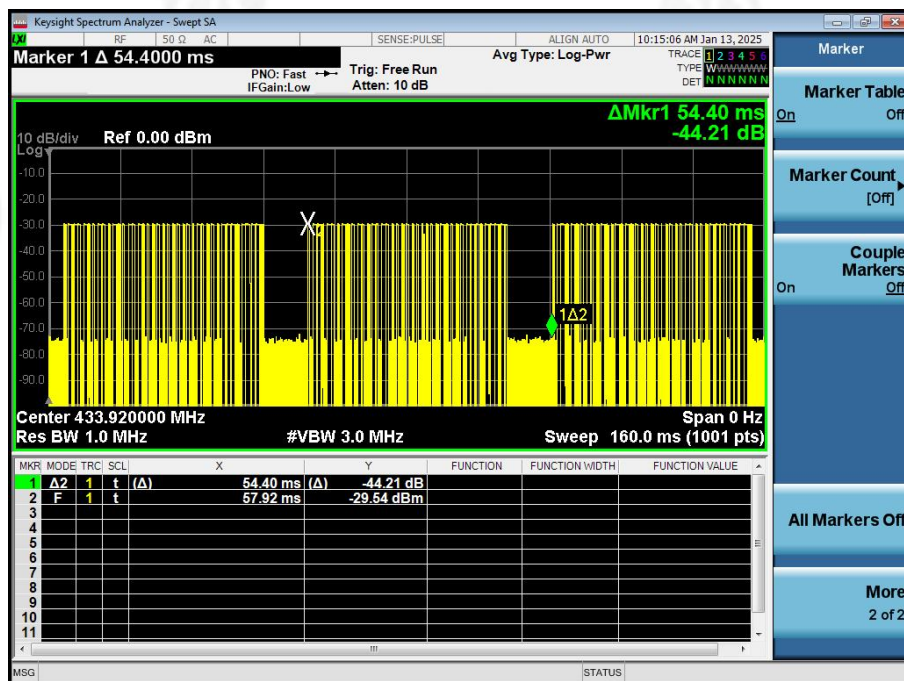 Keysight Spectrum Analyzer - Swept SA
LXI RF 50 Ω AC SENSE:PULSE ALIGN AUTO 10:15:06 AM Jan 13, 2025
Marker 1 Δ 54.4000 ms
PNO: Fast
IFGain:Low
Trig: Free Run
Atten: 10 dB
Avg Type: Log-Pwr
TRACE 1 2 3 4 5 6
TYPE WWWWWW
DET N N N N N N
ΔMkr1 54.40 ms
-44.21 dB
10 dB/div Ref 0.00 dBm
Log
-10.0
-20.0
-30.0
-40.0
-50.0
-60.0
-70.0
-80.0
-90.0
1Δ2
Center 433.920000 MHz Span 0 Hz
Res BW 1.0 MHz #VBW 3.0 MHz Sweep 160.0 ms (1001 pts)
MKR MODE TRC SCL X Y FUNCTION FUNCTION WIDTH FUNCTION VALUE
1 Δ2 1 t (Δ) 54.40 ms (Δ) -44.21 dB
2 F 1 t 57.92 ms -29.54 dBm
3
4
5
6
7
8
9
10
11
MSG STATUS
Marker
Marker Table
On Off
Marker Count
[Off]
Couple
Markers
On Off
All Markers Off
More
2 of 2